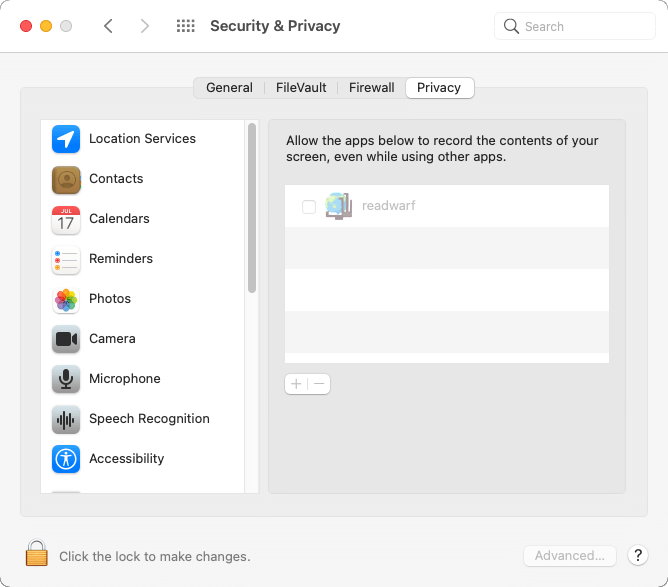 Security & Privacy
Search
General
FileVault
Firewall
Privacy
Location Services
Contacts
JUL
17
Calendars
Reminders
Photos
Camera
Microphone
Speech Recognition
Accessibility
Allow the apps below to record the contents of your
screen, even while using other apps.
readwarf
Click the lock to make changes.
Advanced...
?